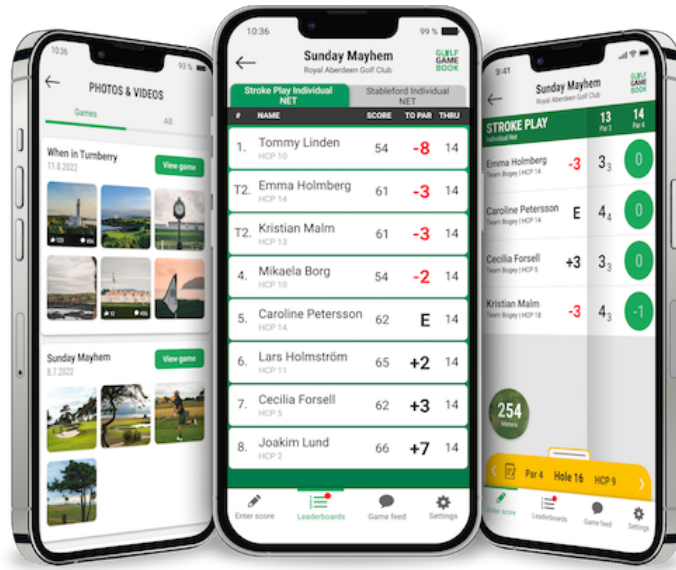 10:36
93 %
PHOTOS & VIDEOS
Games
All
When in Turnberry
11.8.2022
View game
Sunday Mayhem
8.7.2022
View game
10:36
99 %
Sunday Mayhem
Royal Aberdeen Golf Club
GOLF
GAME
BOOK
Stroke Play Individual
NET
Stableford Individual
NET
# NAME SCORE TO PAR THRU
1. Tommy Linden 54 -8 14
HCP 10
T2. Emma Holmberg 61 -3 14
HCP 14
T2. Kristian Malm 61 -3 14
HCP 13
4. Mikaela Borg 54 -2 14
HCP 10
5. Caroline Petersson 62 E 14
HCP 14
6. Lars Holmström 65 +2 14
HCP 11
7. Cecilia Forsell 62 +3 14
HCP 5
8. Joakim Lund 66 +7 14
HCP 2
Enter score
Leaderboards
Game feed
Settings
9:41
Sunday Mayhem
Royal Aberdeen Golf Club
GOLF
GAME
BOOK
STROKE PLAY 13 14
Individual Net Par 3 Par 4
Emma Holmberg -3 3 3 0
Team Bogey | HCP 14
Caroline Petersson E 4 4 0
Team Bogey | HCP 14
Cecilia Forsell +3 3 3 0
Team Bogey | HCP 5
Kristian Malm -3 4 3 -1
Team Bogey | HCP 18
254
Meters
Par 4 Hole 16 HCP 9
Enter score
Leaderboards
Game feed
Settings